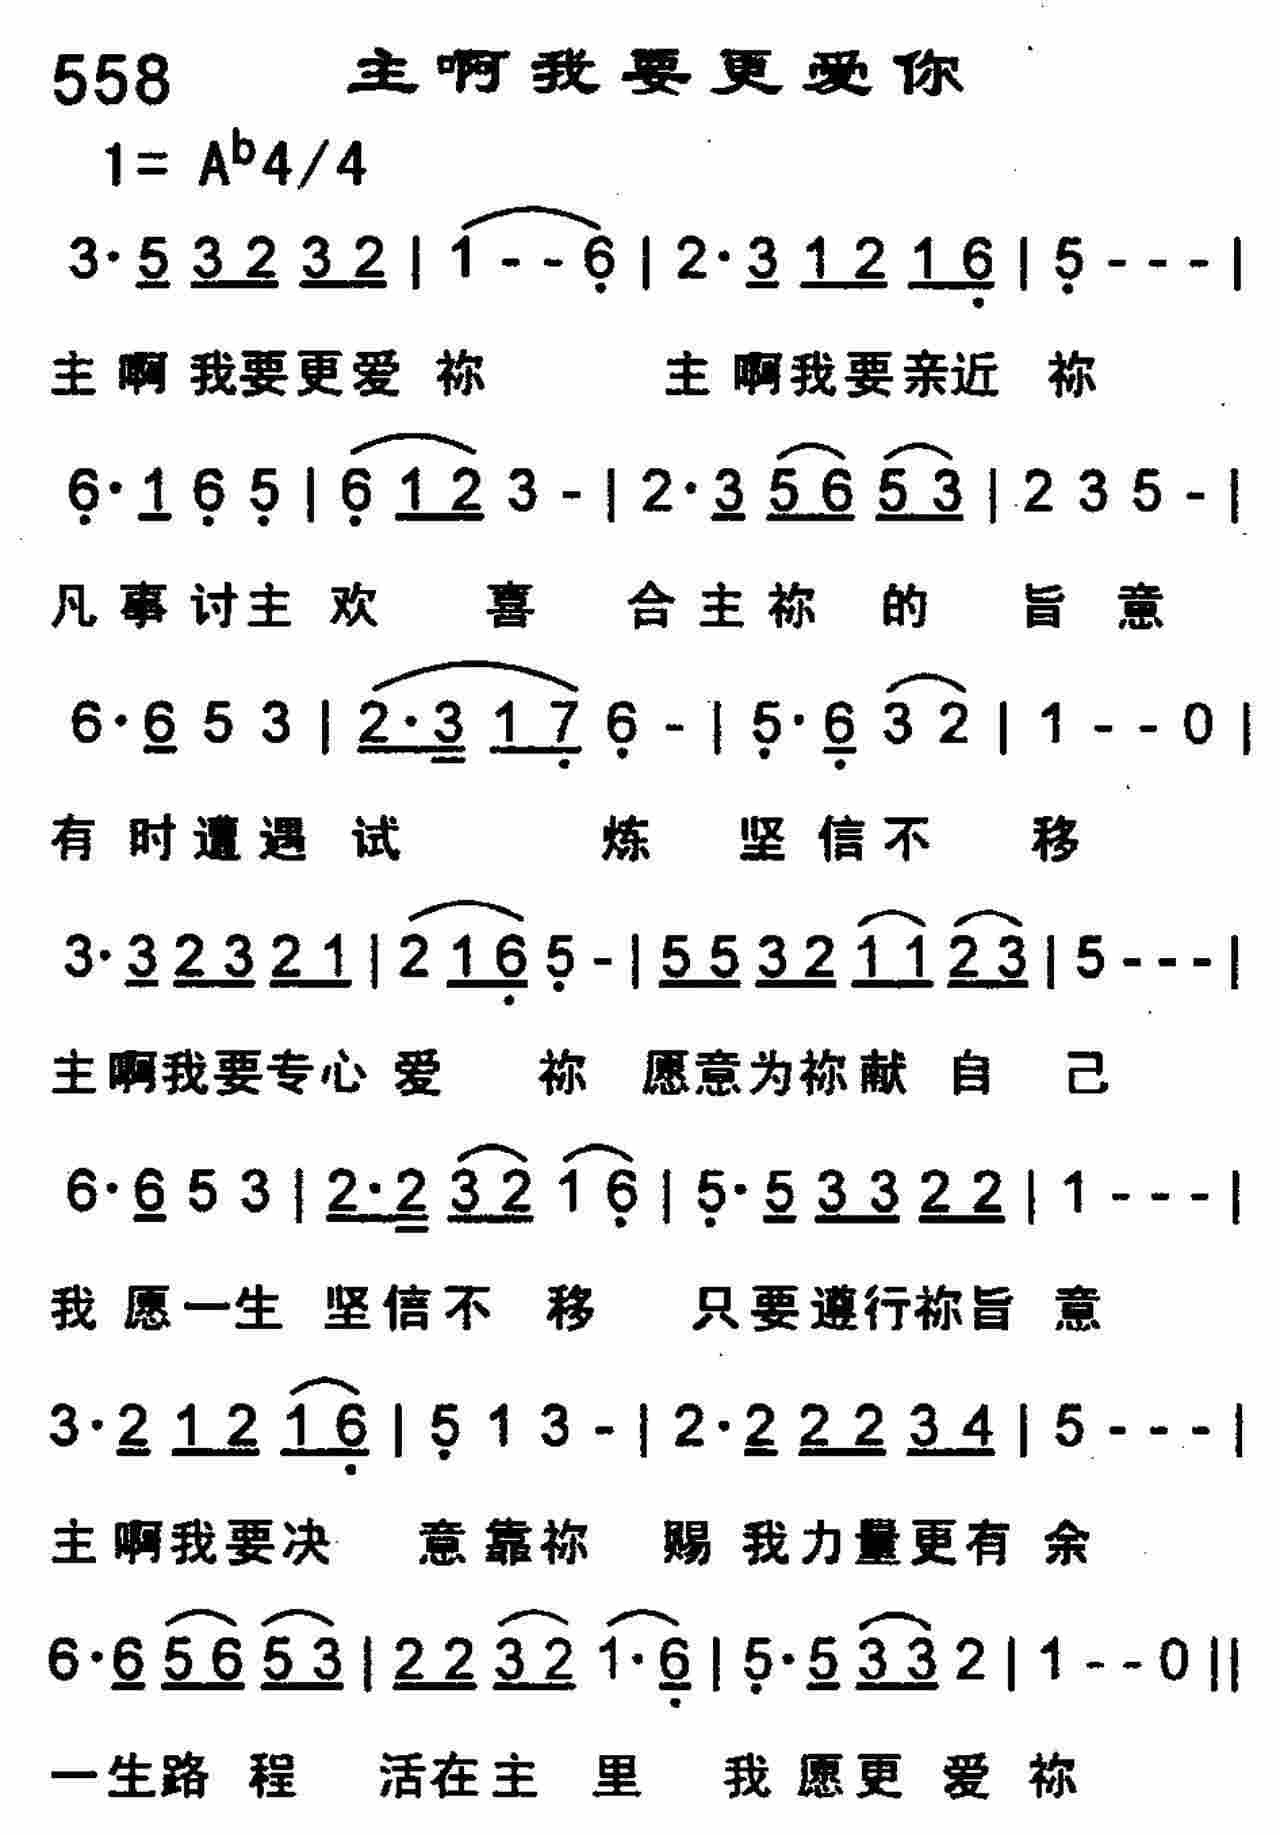 558 主啊我要更爱你
1= Aᵇ4/4
3·5 3 2 3 2 | 1 - - 6 | 2·3 1 2 1 6 | 5 - - - |
主啊我要更爱祢 主啊我要亲近祢
6·1 6 5 | 6 1 2 3 - | 2·3 5 6 5 3 | 2 3 5 - |
凡事讨主欢喜 合主祢的旨意
6·6 5 3 | 2·3 1 7 6 - | 5·6 3 2 | 1 - - 0 |
有时遭遇试炼 坚信不移
3·3 2 3 2 1 | 2 1 6 5 - | 5 5 3 2 1 1 2 3 | 5 - - - |
主啊我要专心爱祢 愿意为祢献自己
6·6 5 3 | 2·2 3 2 1 6 | 5·5 3 3 2 2 | 1 - - - |
我愿一生坚信不移 只要遵行祢旨意
3·2 1 2 1 6 | 5 1 3 - | 2·2 2 2 3 4 | 5 - - - |
主啊我要决意靠祢 赐我力量更有余
6·6 5 6 5 3 | 2 2 3 2 1·6 | 5·5 3 3 2 | 1 - - 0 ||
一生路程活在主里 我愿更爱祢